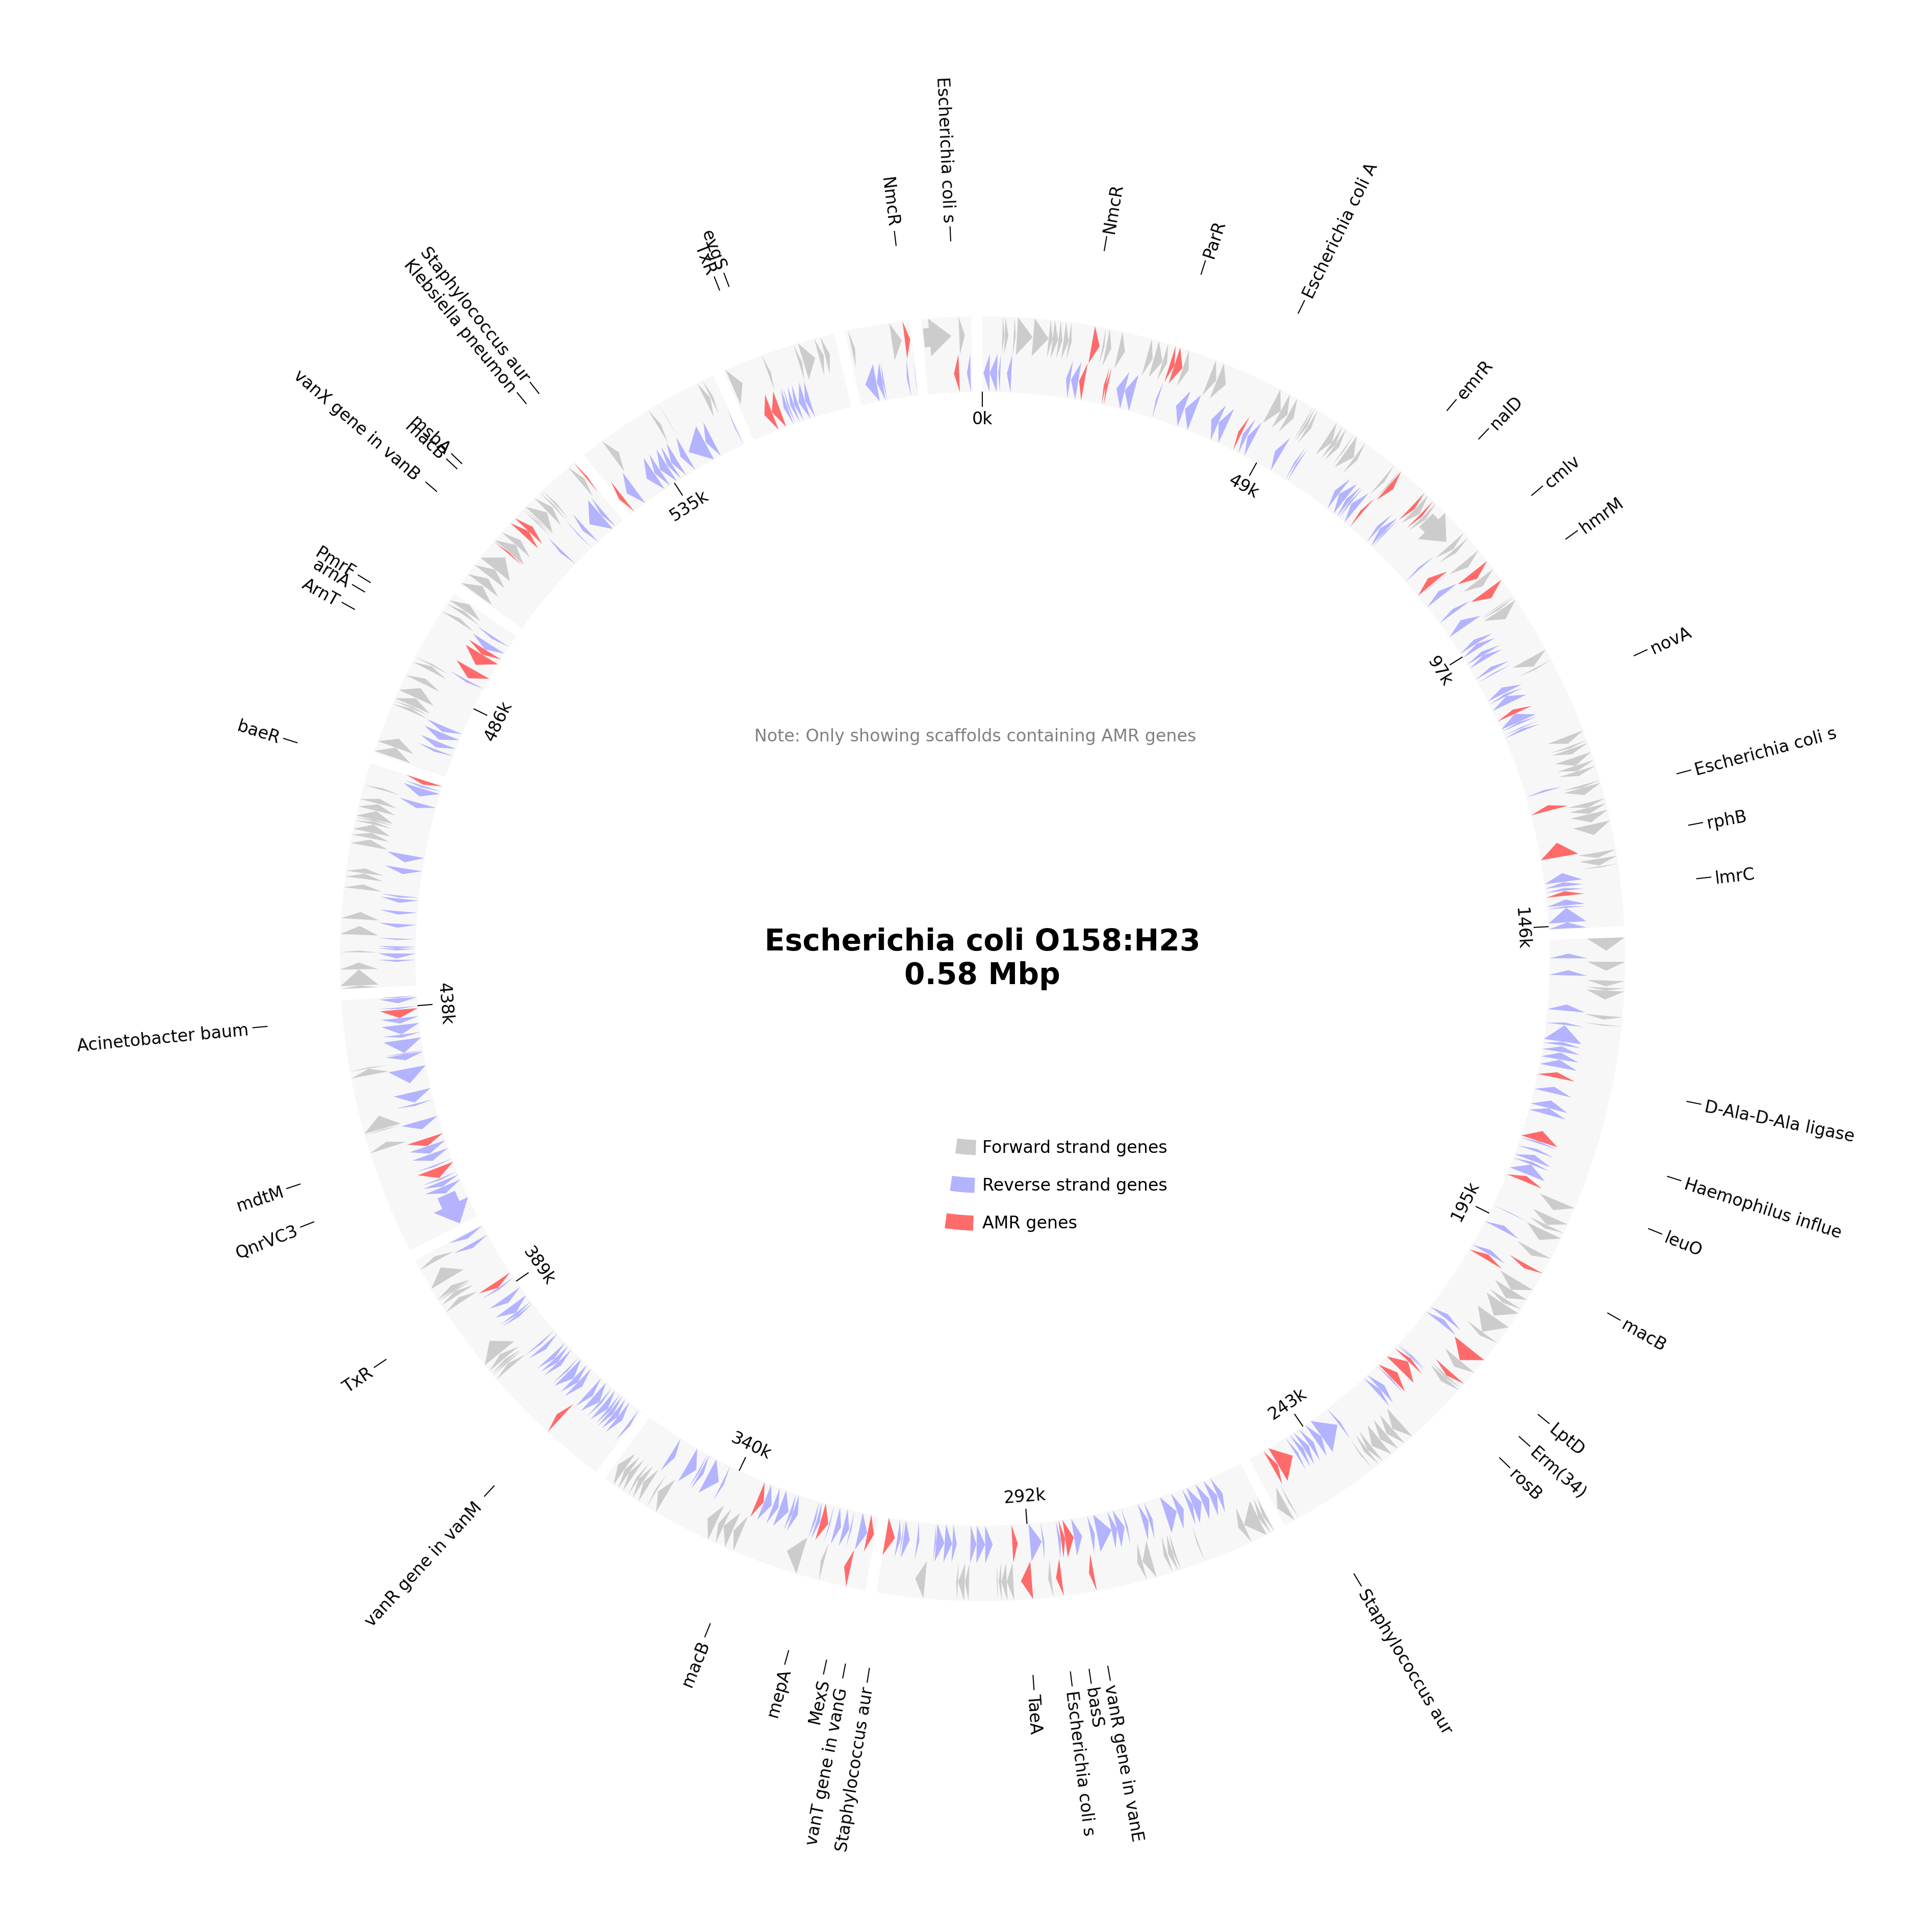 Escherichia coli s
NmcR
ParR
Escherichia coli A
emrR
nalD
cmlv
hmrM
novA
Escherichia coli s
rphB
lmrC
D-Ala-D-Ala ligase
Haemophilus influe
leuO
macB
LptD
Erm(34)
rosB
Staphylococcus aur
vanR gene in vanE
basS
Escherichia coli s
TaeA
Staphylococcus aur
vanT gene in vanG
MexS
mepA
macB
vanR gene in vanM
TxR
QnrVC3
mdtM
Acinetobacter baum
baeR
ArnT
arnA
PmrF
vanX gene in vanB
macB
msbA
Klebsiella pneumon
Staphylococcus aur
TxR
evgS
NmcR
0k
49k
97k
146k
195k
243k
292k
340k
389k
438k
486k
535k
Note: Only showing scaffolds containing AMR genes
Escherichia coli O158:H23
0.58 Mbp
Forward strand genes
Reverse strand genes
AMR genes